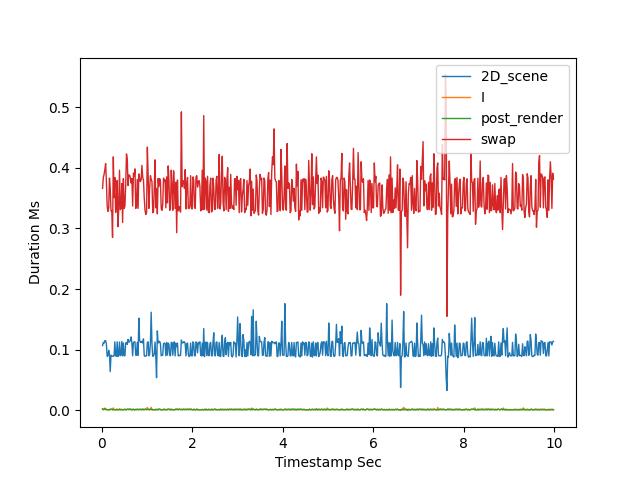 2D_scene
I
post_render
swap
0.5
0.4
0.3
0.2
0.1
0.0
Duration Ms
0 2 4 6 8 10
Timestamp Sec